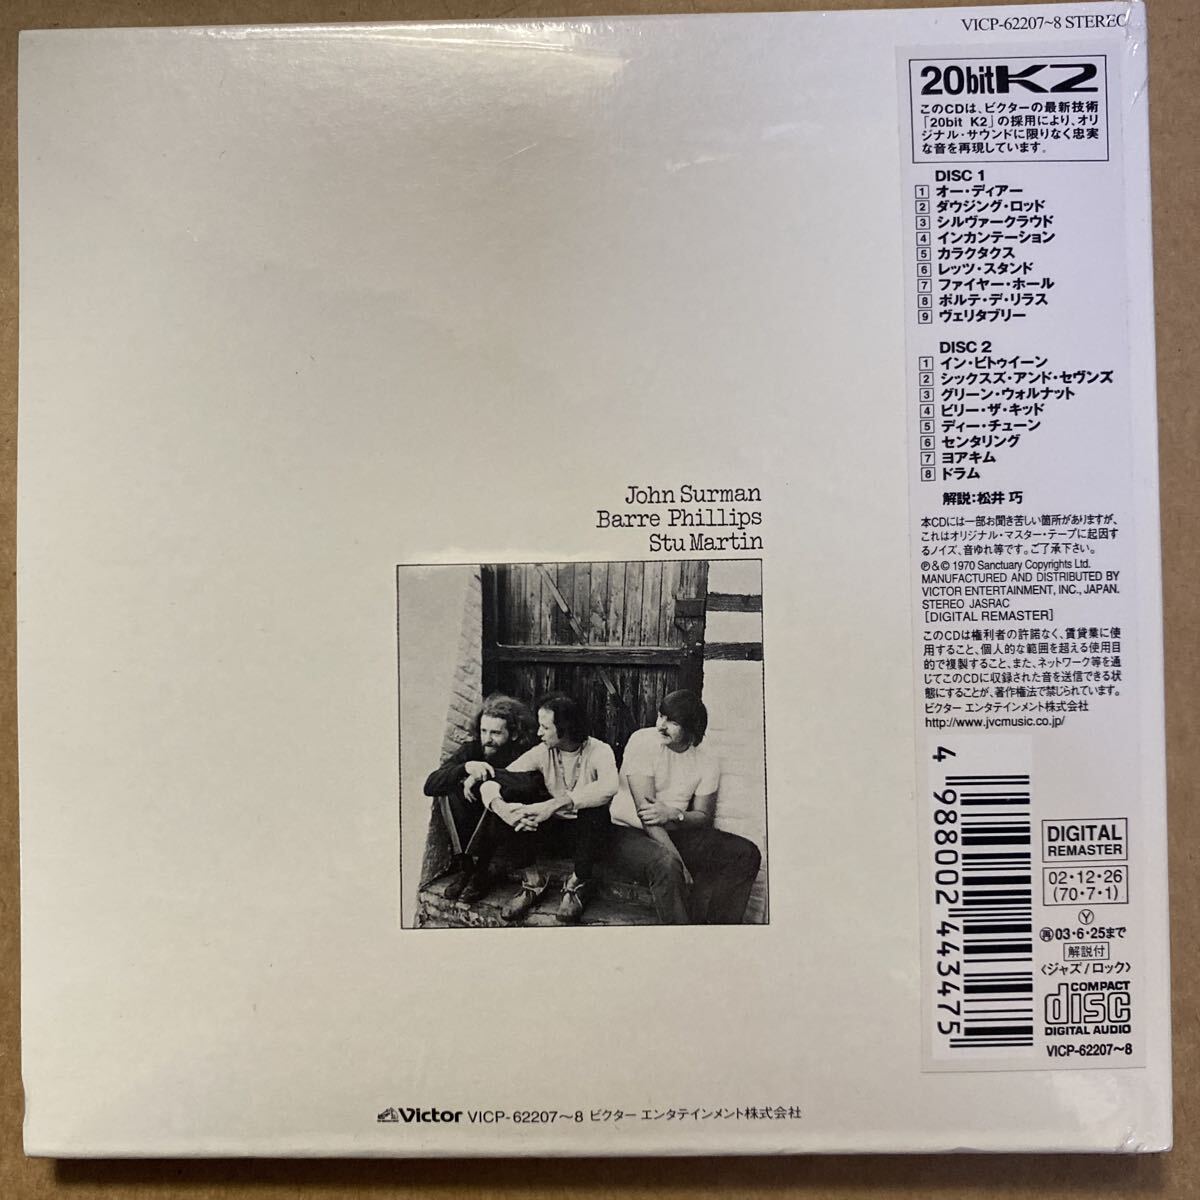 VICP-62207~8 STEREO
20bit K2
このCDは、ビクターの最新技術
「20bit K2」の採用により、オリ
ジナル・サウンドに限りなく忠実
な音を再現しています。
DISC 1
1 オー・ディアー
2 ダウジング・ロッド
3 シルヴァークラウド
4 インカンテーション
5 カラクタクス
6 レッツ・スタンド
7 ファイヤー・ホール
8 ポルテ・デ・リラス
9 ヴェリタブリー
DISC 2
1 イン・ビトゥイーン
2 シックスズ・アンド・セヴンズ
3 グリーン・ウォルナット
4 ビリー・ザ・キッド
5 ディー・チューン
6 センタリング
7 ヨアキム
8 ドラム
解説:松井 巧
本CDには一部お聞き苦しい箇所がありますが、
これはオリジナル・マスター・テープに起因す
るノイズ、音ゆれ等です。ご了承下さい。
Ⓟ&© 1970 Sanctuary Copyrights Ltd.
MANUFACTURED AND DISTRIBUTED BY
VICTOR ENTERTAINMENT, INC., JAPAN.
STEREO JASRAC
[DIGITAL REMASTER]
このCDは権利者の許諾なく、賃貸業に使
用すること、個人的な範囲を超える使用目
的で複製すること、また、ネットワーク等を通
じてこのCDに収録された音を送信できる状
態にすることが、著作権法で禁じられています。
ビクター エンタテインメント株式会社
http://www.jvcmusic.co.jp/
John Surman
Barre Phillips
Stu Martin
4 988002 443475
DIGITAL
REMASTER
02・12・26
(70・7・1)
Ⓨ
再03・6・25まで
解説付
〈ジャズ/ロック〉
COMPACT
disc
DIGITAL AUDIO
VICP-62207~8
Victor VICP-62207~8 ビクター エンタテインメント株式会社